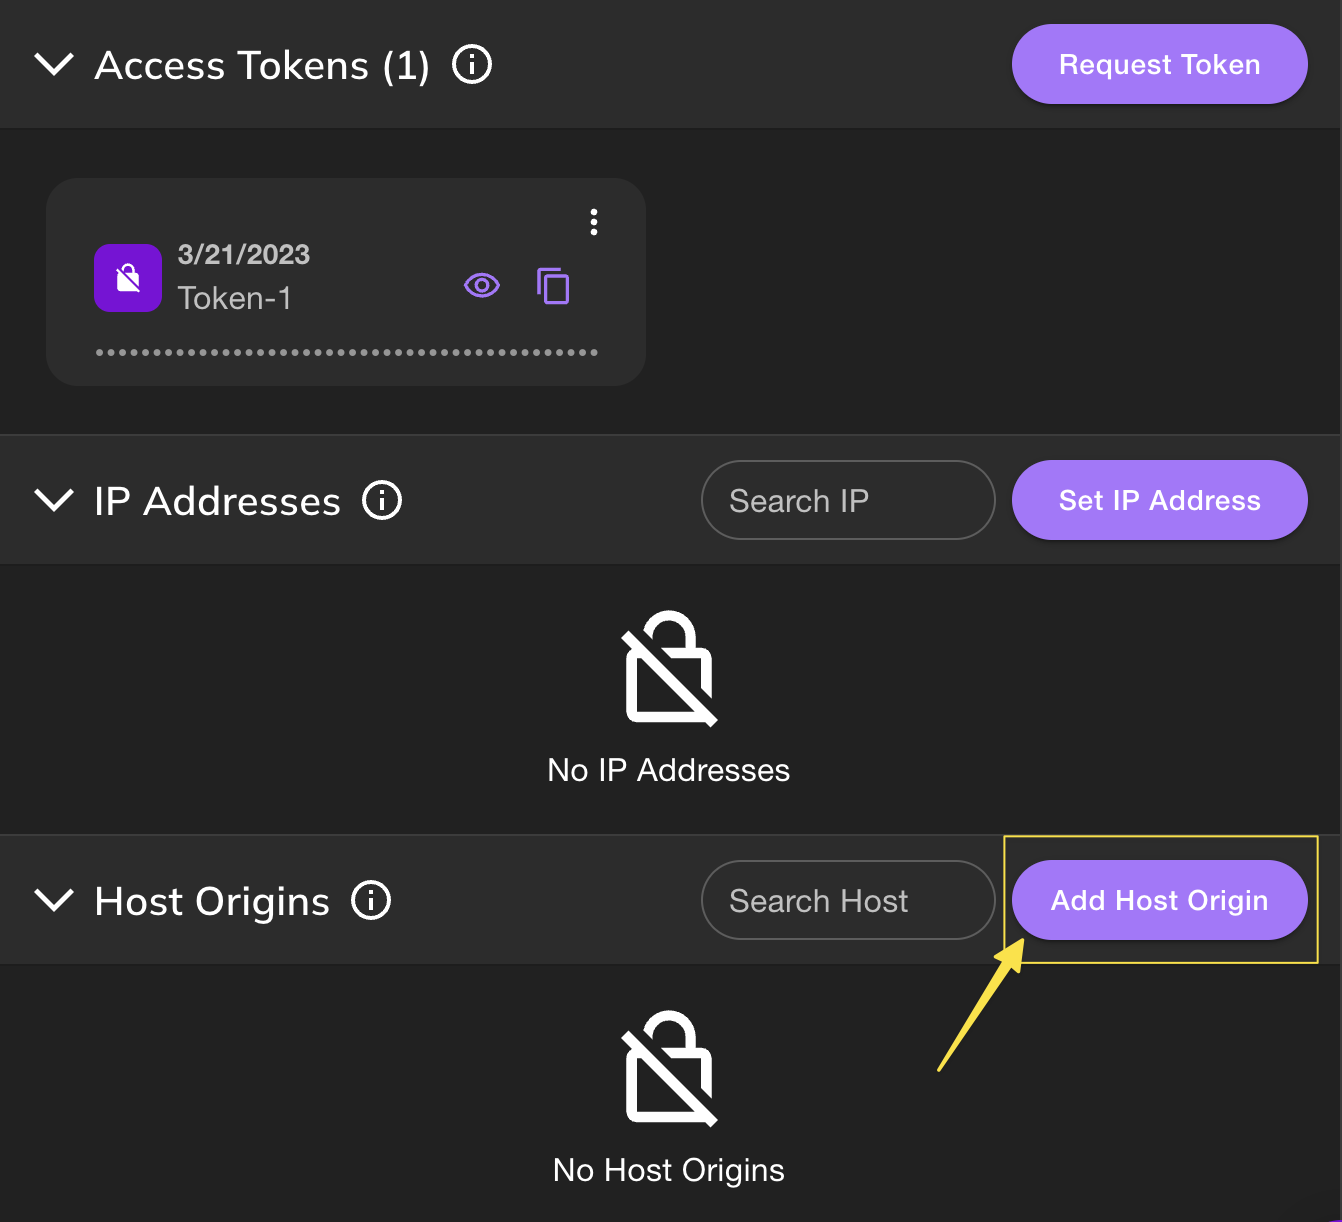 Access Tokens (1)
Request Token
3/21/2023
Token-1
IP Addresses
Search IP
Set IP Address
No IP Addresses
Host Origins
Search Host
Add Host Origin
No Host Origins